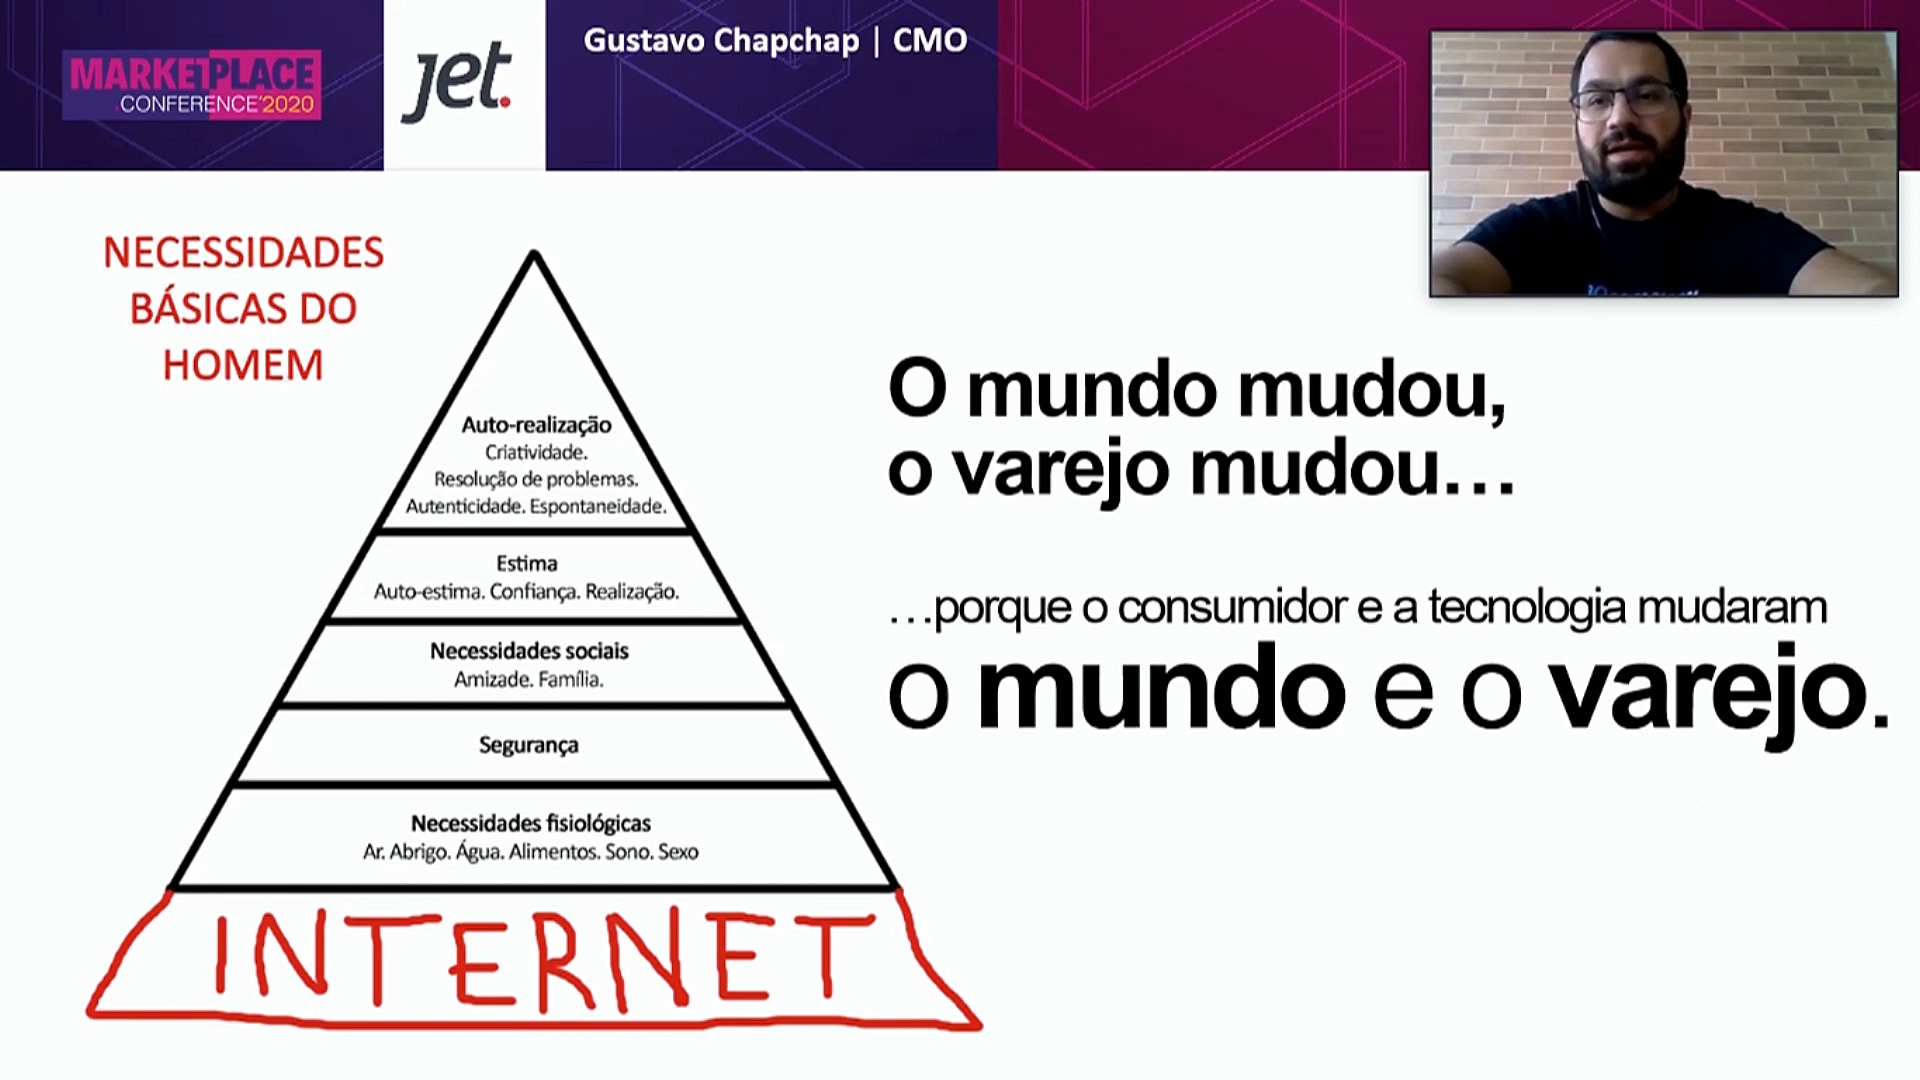 MARKETPLACE
CONFERENCE'2020
jet.
Gustavo Chapchap | CMO
NECESSIDADES
BÁSICAS DO
HOMEM
Auto-realização
Criatividade.
Resolução de problemas.
Autenticidade. Espontaneidade.
Estima
Auto-estima. Confiança. Realização.
Necessidades sociais
Amizade. Família.
Segurança
Necessidades fisiológicas
Ar. Abrigo. Água. Alimentos. Sono. Sexo
INTERNET
O mundo mudou,
o varejo mudou...
...porque o consumidor e a tecnologia mudaram
o mundo e o varejo.